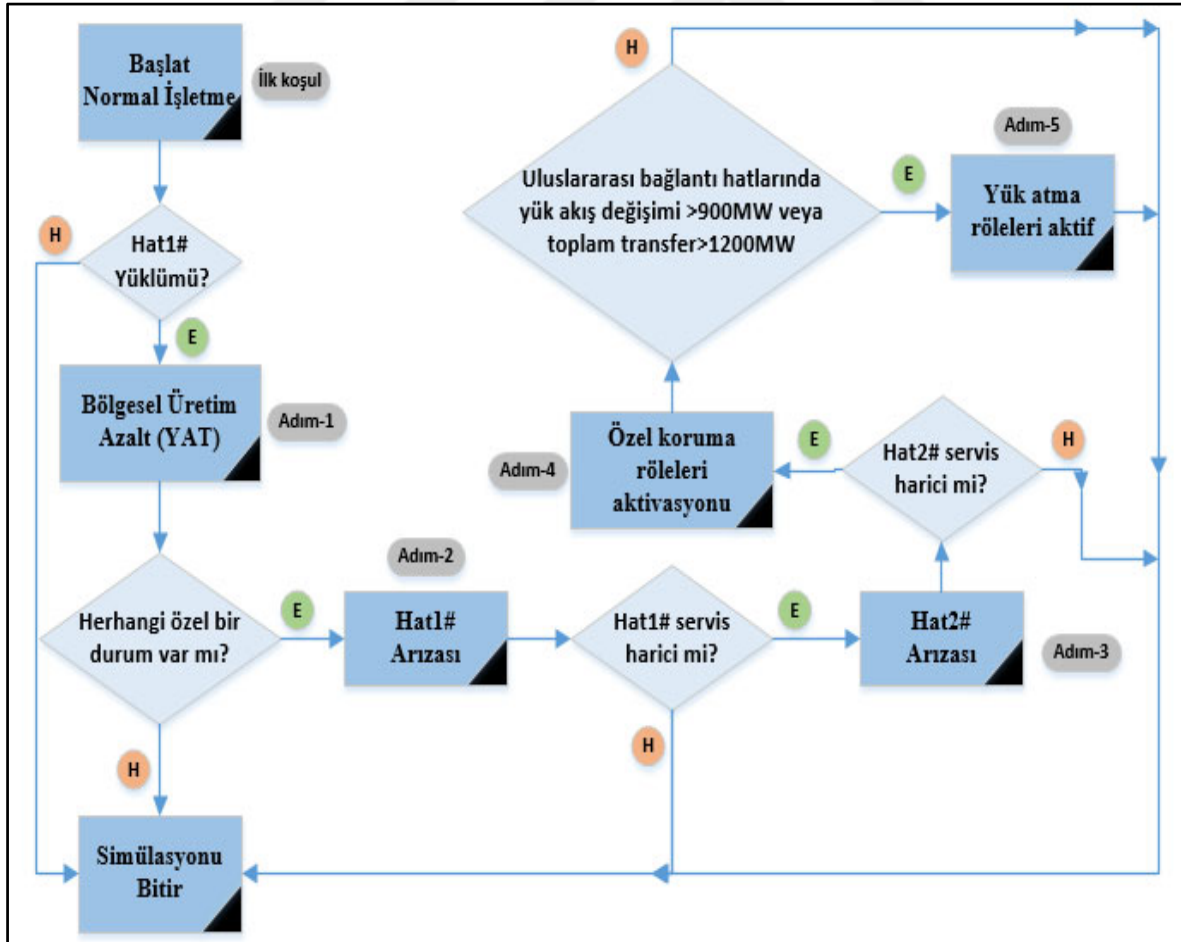 Başlat
Normal İşletme
İlk koşul
H
Hat1#
Yüklümü?
E
Bölgesel Üretim
Azalt (YAT)
Adım-1
Herhangi özel bir
durum var mı?
E
H
Simülasyonu
Bitir
Adım-2
Hat1#
Arızası
Hat1# servis
harici mi?
E
H
Hat2#
Arızası
Adım-3
Hat2# servis
harici mi?
E
H
Adım-4
Özel koruma
röleleri
aktivasyonu
Uluslararası bağlantı hatlarında
yük akış değişimi >900MW veya
toplam transfer>1200MW
H
E
Adım-5
Yük atma
röleleri aktif